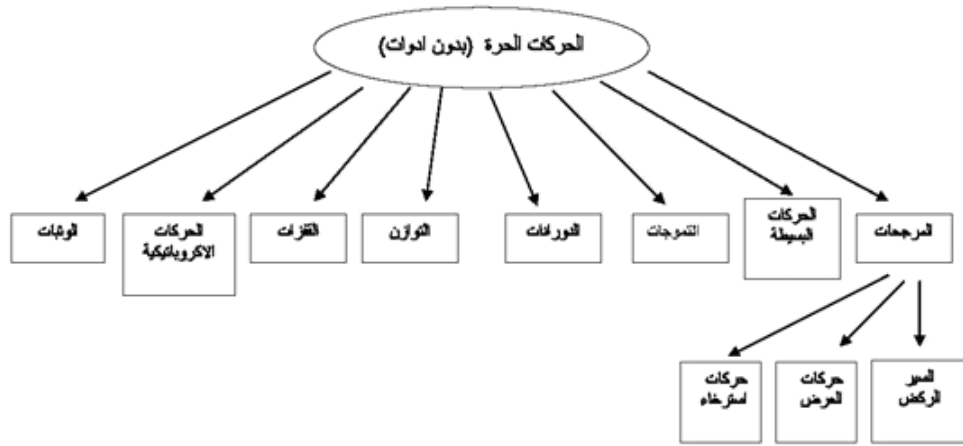 الحركات الحرة (بدون ادوات)
المرجحات
الحركات
البسيطة
التموجات
الدورانات
التوازن
القفزات
الحركات
الاكروباتيكية
الوثبات
السير
الركض
حركات
العرض
حركات
استرخاء